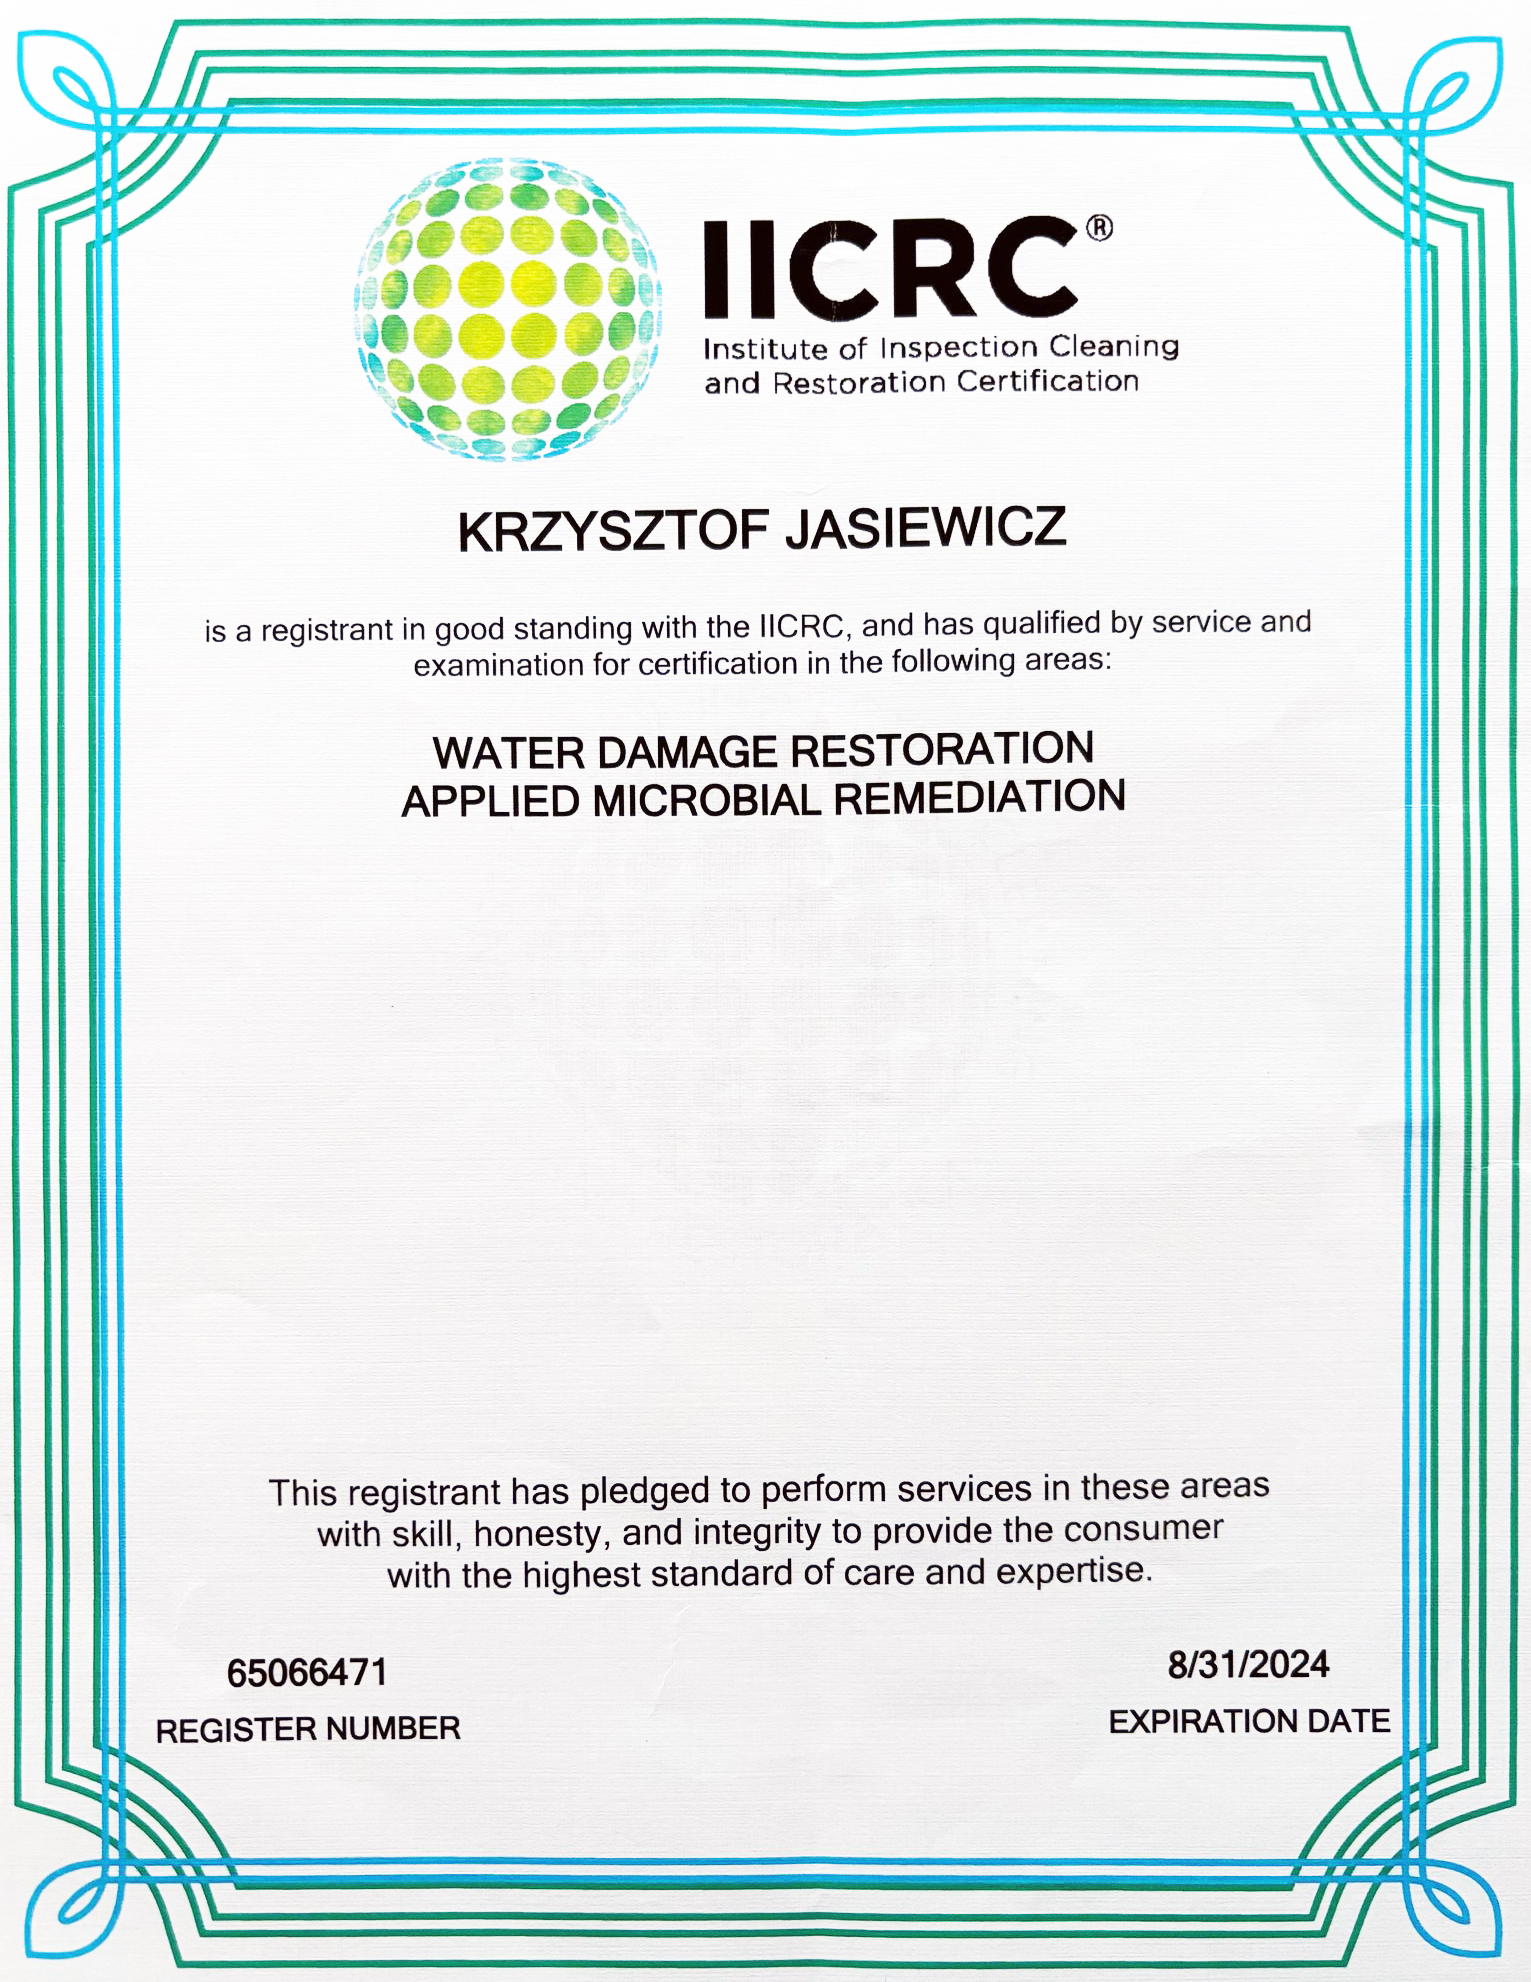 IICRC®
Institute of Inspection Cleaning
and Restoration Certification
KRZYSZTOF JASIEWICZ
is a registrant in good standing with the IICRC, and has qualified by service and
examination for certification in the following areas:
WATER DAMAGE RESTORATION
APPLIED MICROBIAL REMEDIATION
This registrant has pledged to perform services in these areas
with skill, honesty, and integrity to provide the consumer
with the highest standard of care and expertise.
65066471
REGISTER NUMBER
8/31/2024
EXPIRATION DATE